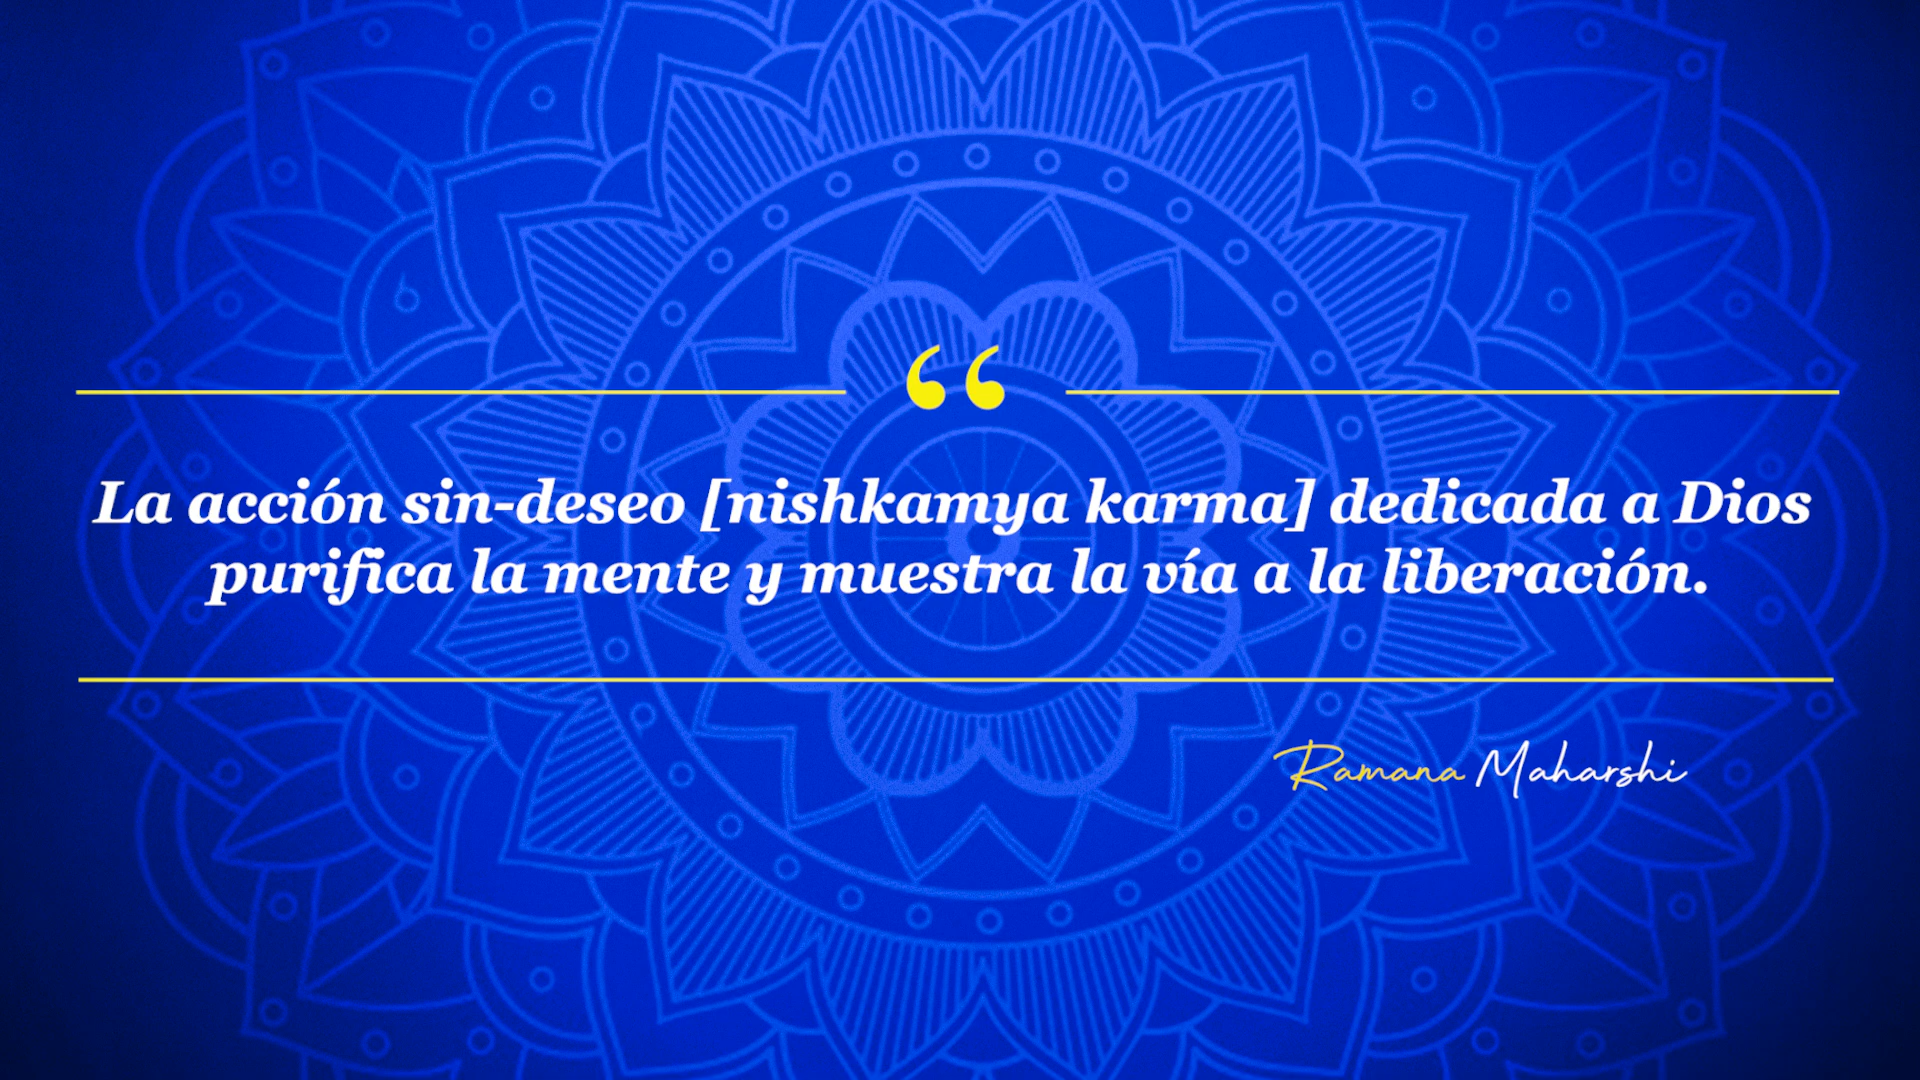 “
La acción sin-deseo [nishkamya karma] dedicada a Dios
purifica la mente y muestra la vía a la liberación.
Ramana Maharshi